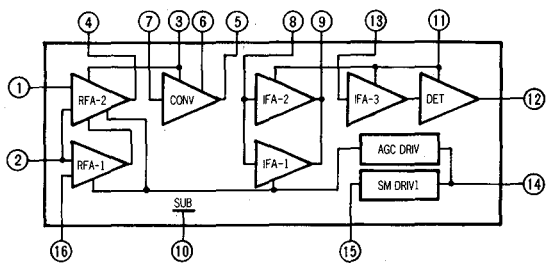 4 7 3 6 5 8 9 13 11
1 RFA-2 CONV IFA-2 IFA-3 DET 12
2 RFA-1 IFA-1 AGC DRIV
SM DRIV1 14
SUB
16 10 15